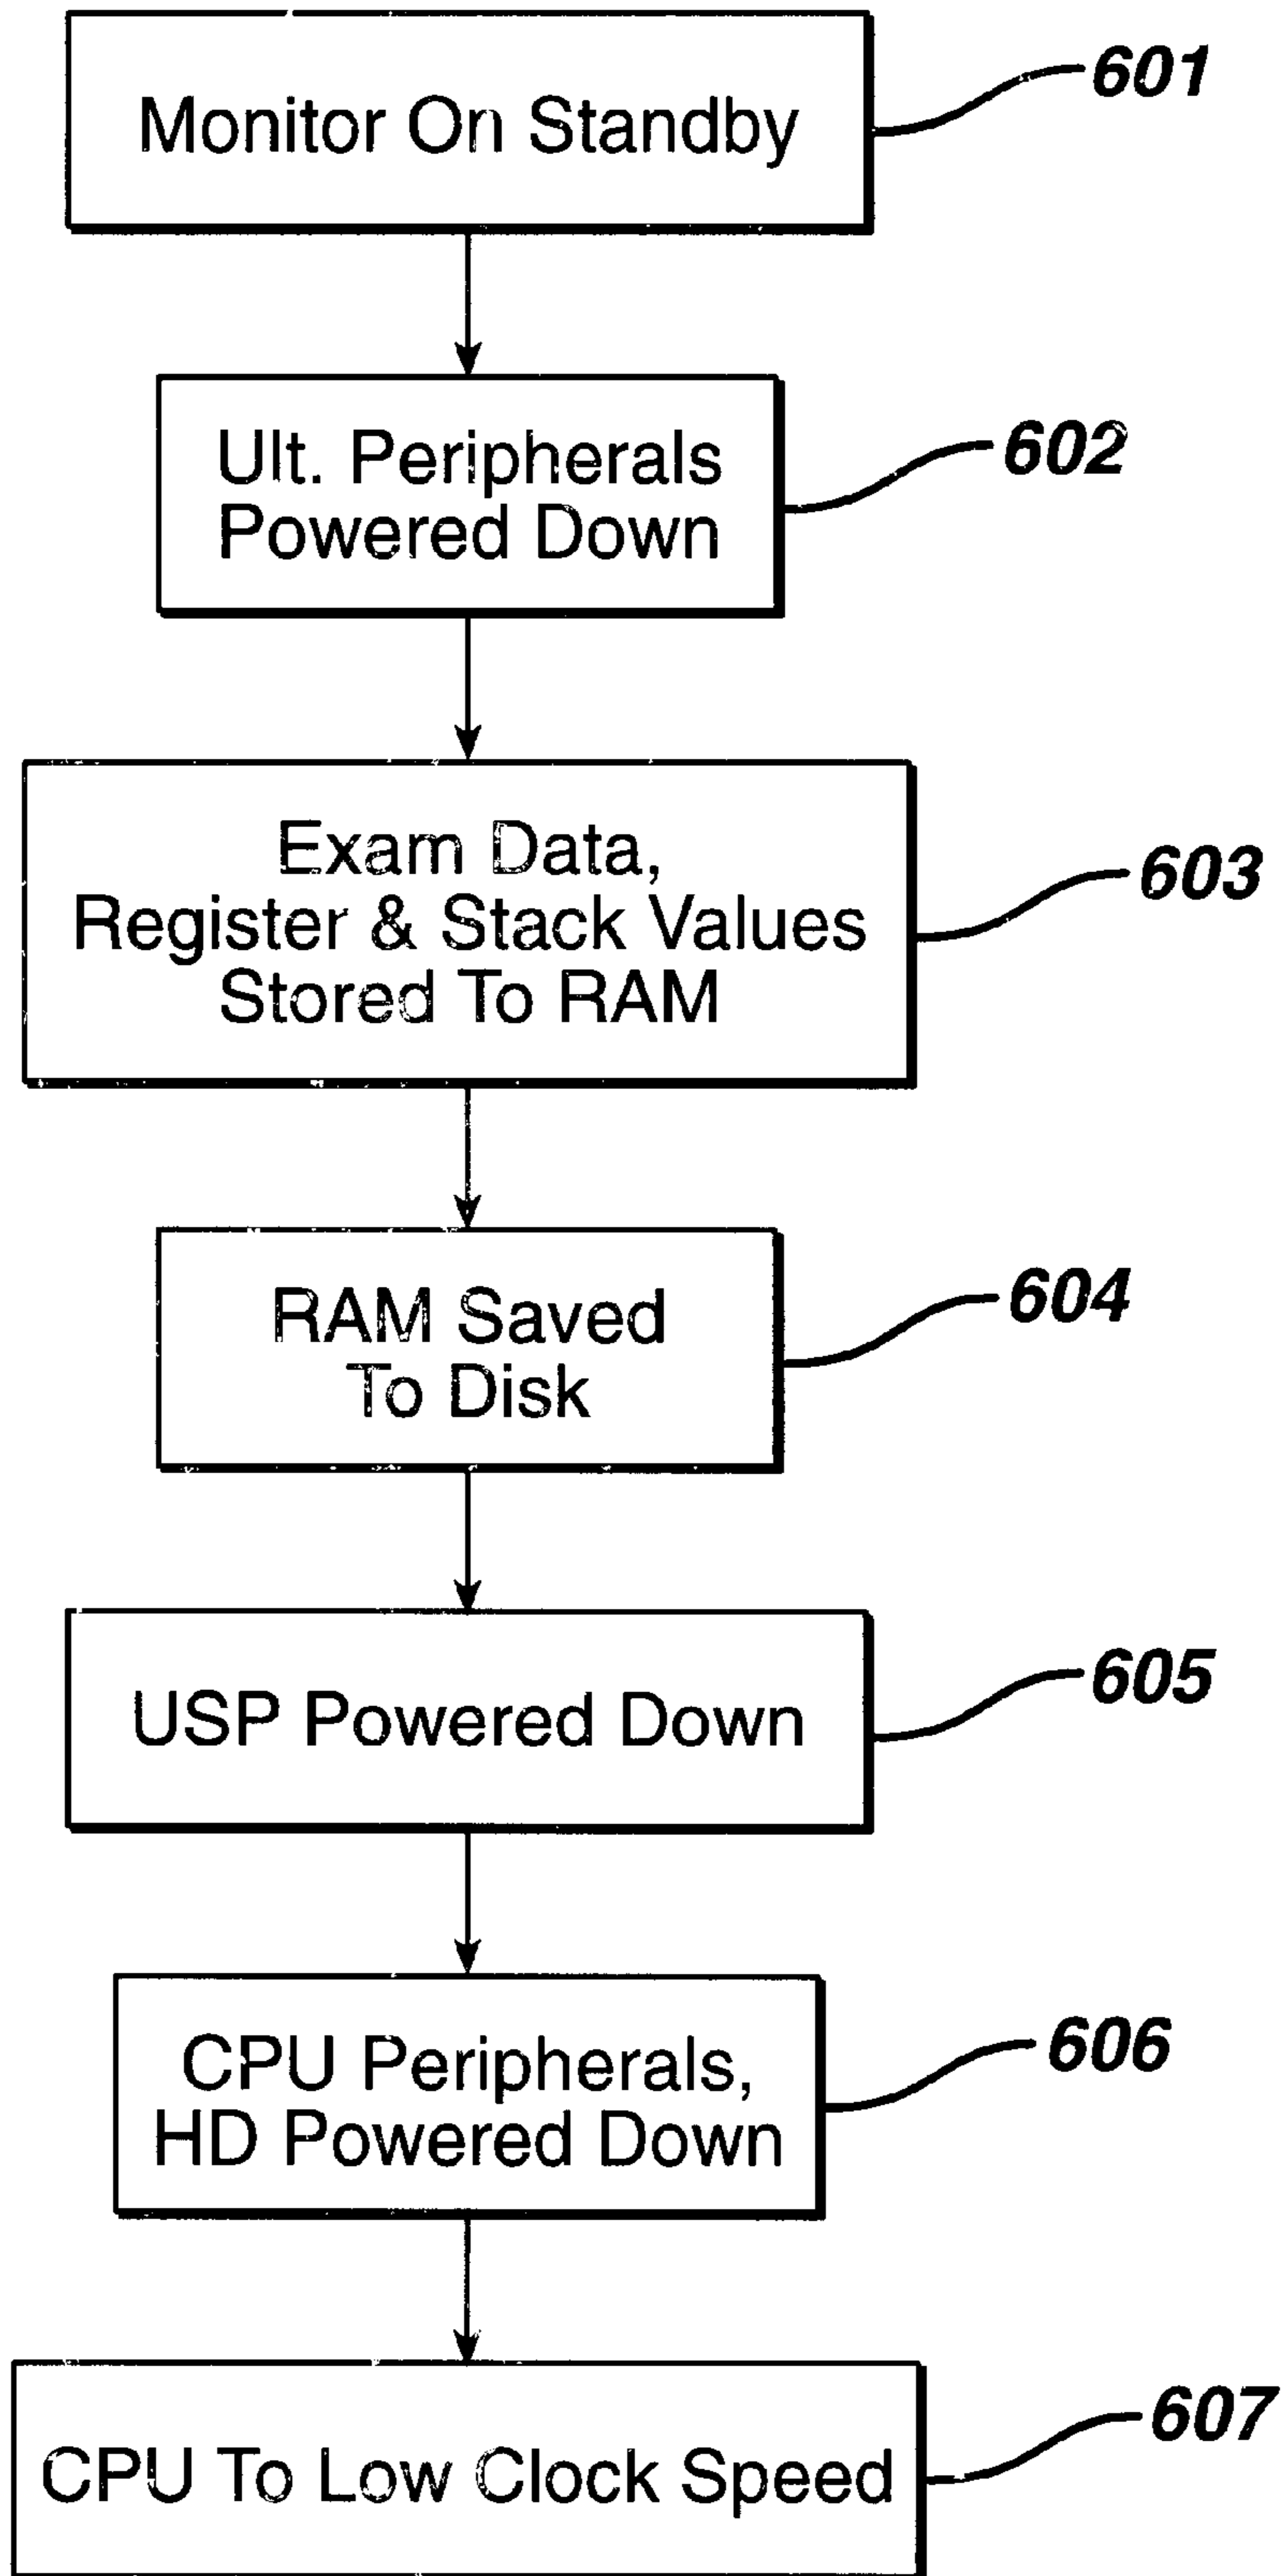 Monitor On Standby
601
Ult. Peripherals
Powered Down
602
Exam Data,
Register & Stack Values
Stored To RAM
603
RAM Saved
To Disk
604
USP Powered Down
605
CPU Peripherals,
HD Powered Down
606
CPU To Low Clock Speed
607